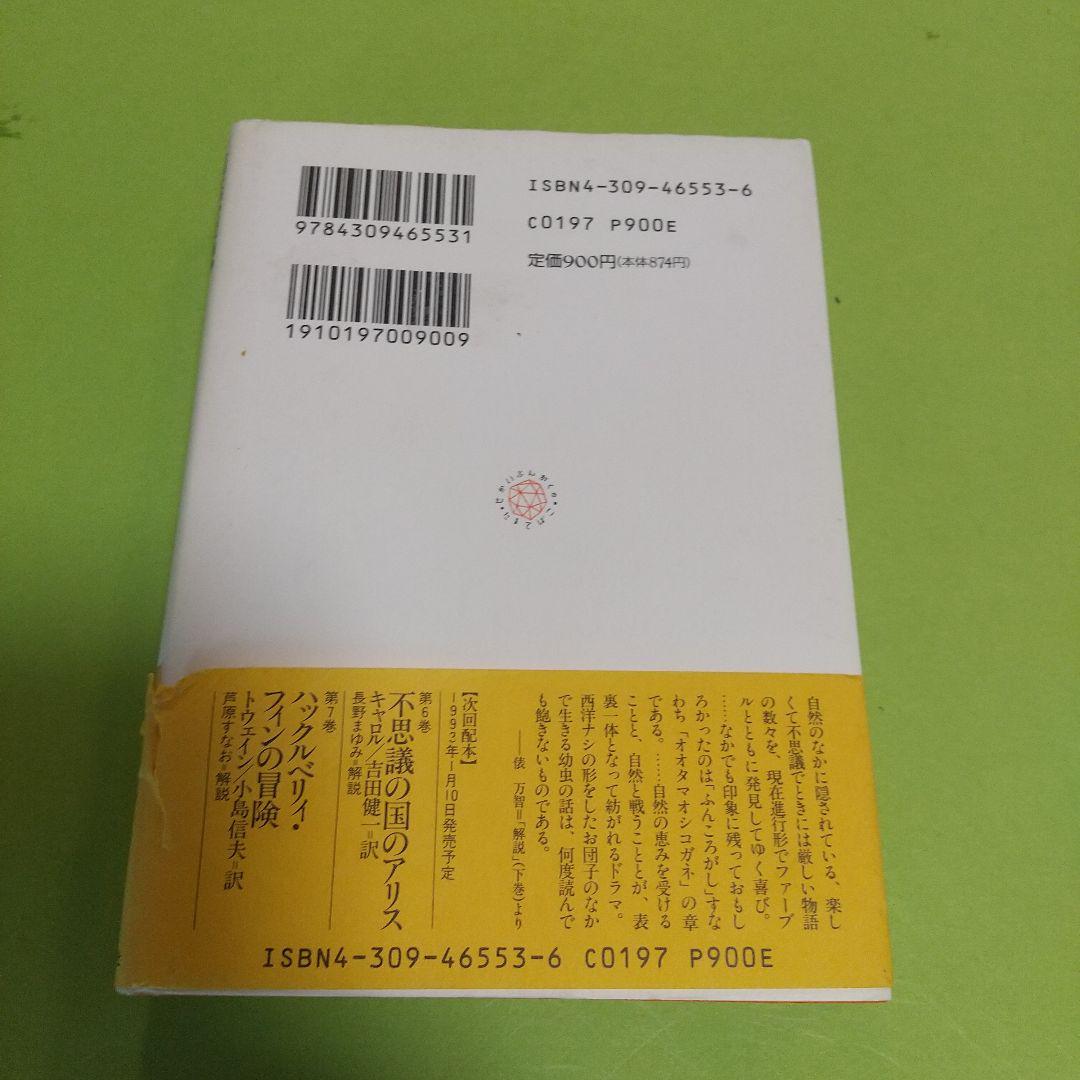 9784309465531
1910197009009
ISBN4-309-46553-6
C0197 P900E
定価900円(本体874円)
せかいぶんがくの・これくしょん・
自然のなかに隠されている、楽し
くて不思議でときには厳しい物語
の数々を、現在進行形でファーブ
ルとともに発見してゆく喜び。
……なかでも印象に残っておもし
ろかったのは「ふんころがし」すな
わち「オオタマオシコガネ」の章
である。……自然の恵みを受ける
ことと、自然と戦うこととが、表
裏一体となって紡がれるドラマ。
西洋ナシの形をしたお団子のなか
で生きる幼虫の話は、何度読んで
も飽きないものである。
——俵 万智=「解説」(下巻)より
【次回配本】
1992年1月10日発売予定
第6巻
不思議の国のアリス
キャロル/吉田健一=訳
長野まゆみ=解説
第7巻
ハックルベリィ・
フィンの冒険
トウェイン/小島信夫=訳
芦原すなお=解説
ISBN4-309-46553-6 C0197 P900E